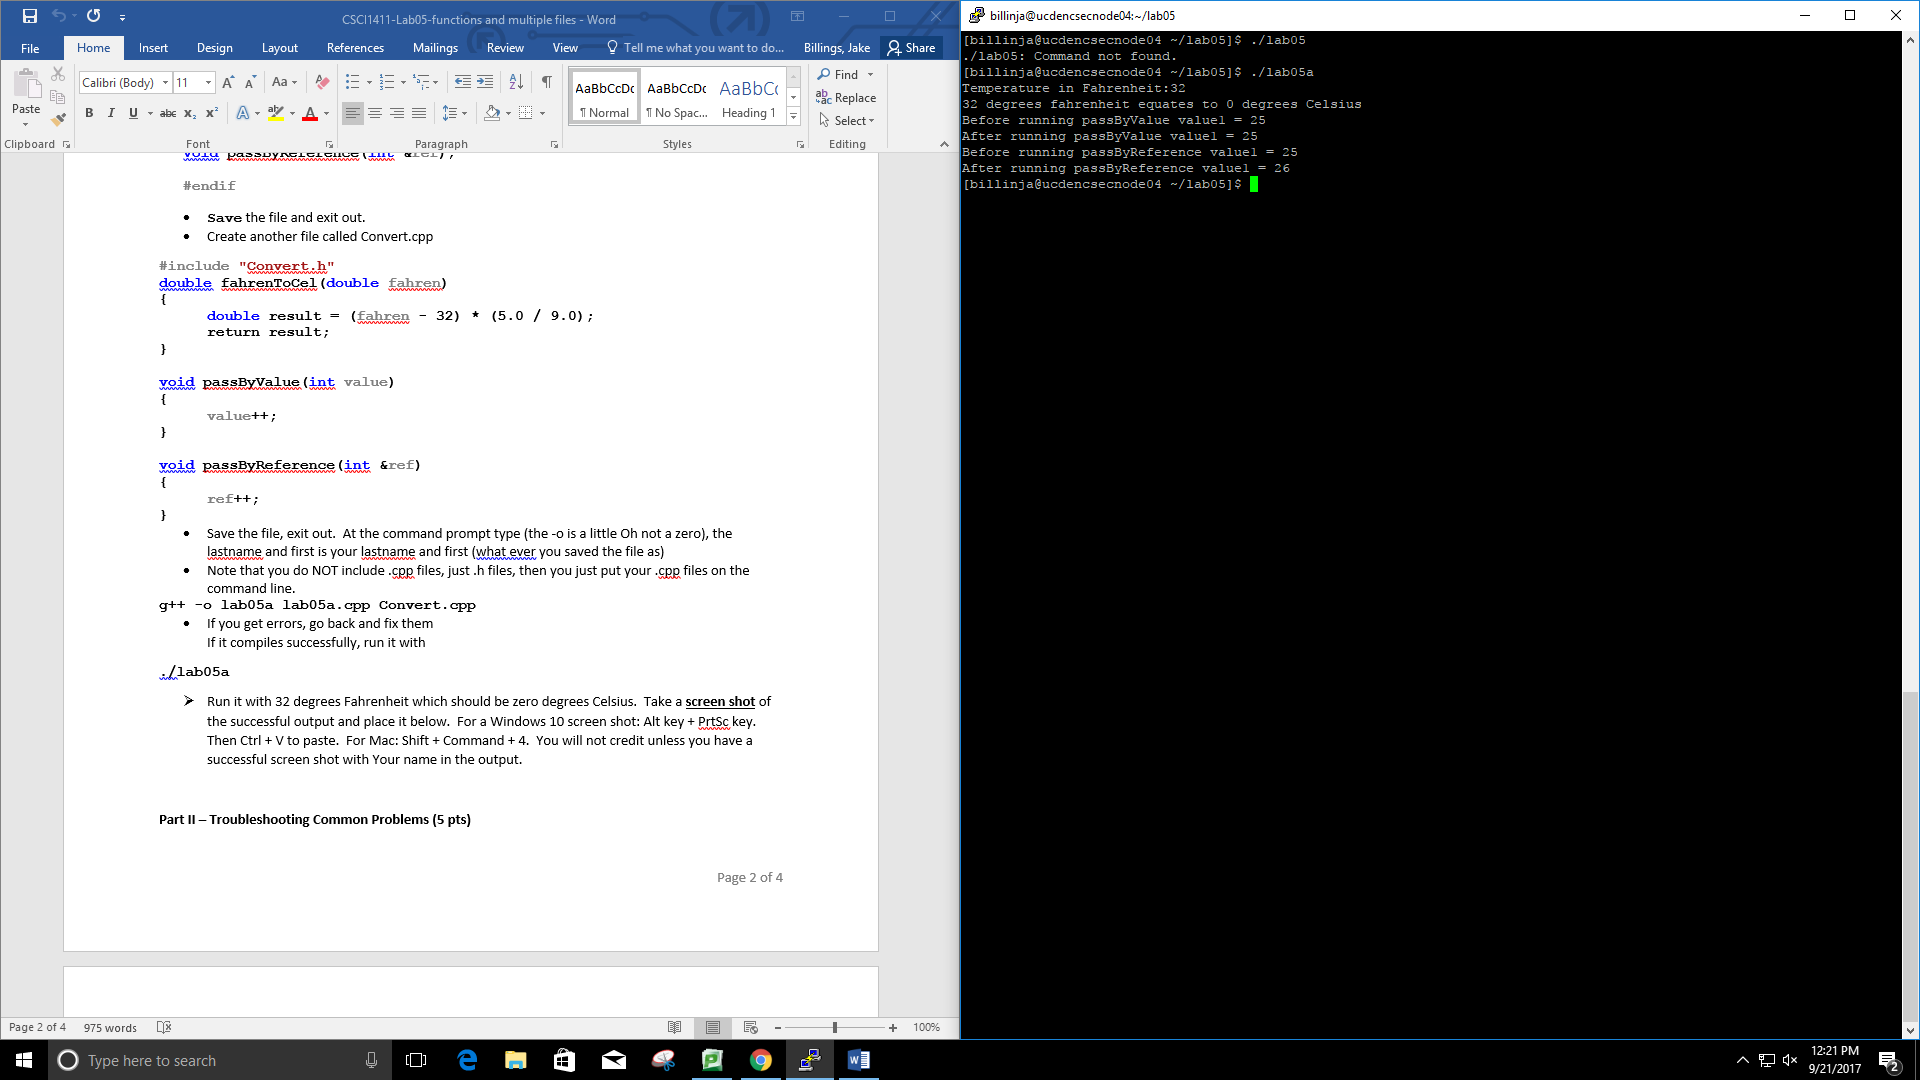 CSCI1411-Lab05-functions and multiple files - Word
File Home Insert Design Layout References Mailings Review View Tell me what you want to do... Billings, Jake Share
Paste
Calibri (Body) 11
Aa
B I U abc x₂ x² A ab A
AaBbCcDc AaBbCcDc AaBbCc
¶ Normal ¶ No Spac... Heading 1
Find
Replace
Select
Clipboard Font Paragraph Styles Editing
void passByReference(int &ref);
#endif
• Save the file and exit out.
• Create another file called Convert.cpp
#include "Convert.h"
double fahrenToCel(double fahren)
{
double result = (fahren - 32) * (5.0 / 9.0);
return result;
}
void passByValue(int value)
{
value++;
}
void passByReference(int &ref)
{
ref++;
}
• Save the file, exit out. At the command prompt type (the -o is a little Oh not a zero), the
lastname and first is your lastname and first (what ever you saved the file as)
• Note that you do NOT include .cpp files, just .h files, then you just put your .cpp files on the
command line.
g++ -o lab05a lab05a.cpp Convert.cpp
• If you get errors, go back and fix them
If it compiles successfully, run it with
./lab05a
➢ Run it with 32 degrees Fahrenheit which should be zero degrees Celsius. Take a screen shot of
the successful output and place it below. For a Windows 10 screen shot: Alt key + PrtSc key.
Then Ctrl + V to paste. For Mac: Shift + Command + 4. You will not credit unless you have a
successful screen shot with Your name in the output.
Part II – Troubleshooting Common Problems (5 pts)
Page 2 of 4
Page 2 of 4 975 words 100%
billinja@ucdencsecnode04:~/lab05
[billinja@ucdencsecnode04 ~/lab05]$ ./lab05
./lab05: Command not found.
[billinja@ucdencsecnode04 ~/lab05]$ ./lab05a
Temperature in Fahrenheit:32
32 degrees fahrenheit equates to 0 degrees Celsius
Before running passByValue value1 = 25
After running passByValue value1 = 25
Before running passByReference value1 = 25
After running passByReference value1 = 26
[billinja@ucdencsecnode04 ~/lab05]$
Type here to search
12:21 PM
9/21/2017
2